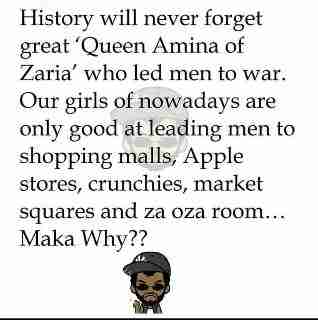 History will never forget
great ‘Queen Amina of
Zaria’ who led men to war.
Our girls of nowadays are
only good at leading men to
shopping malls, Apple
stores, crunchies, market
squares and za oza room…
Maka Why??